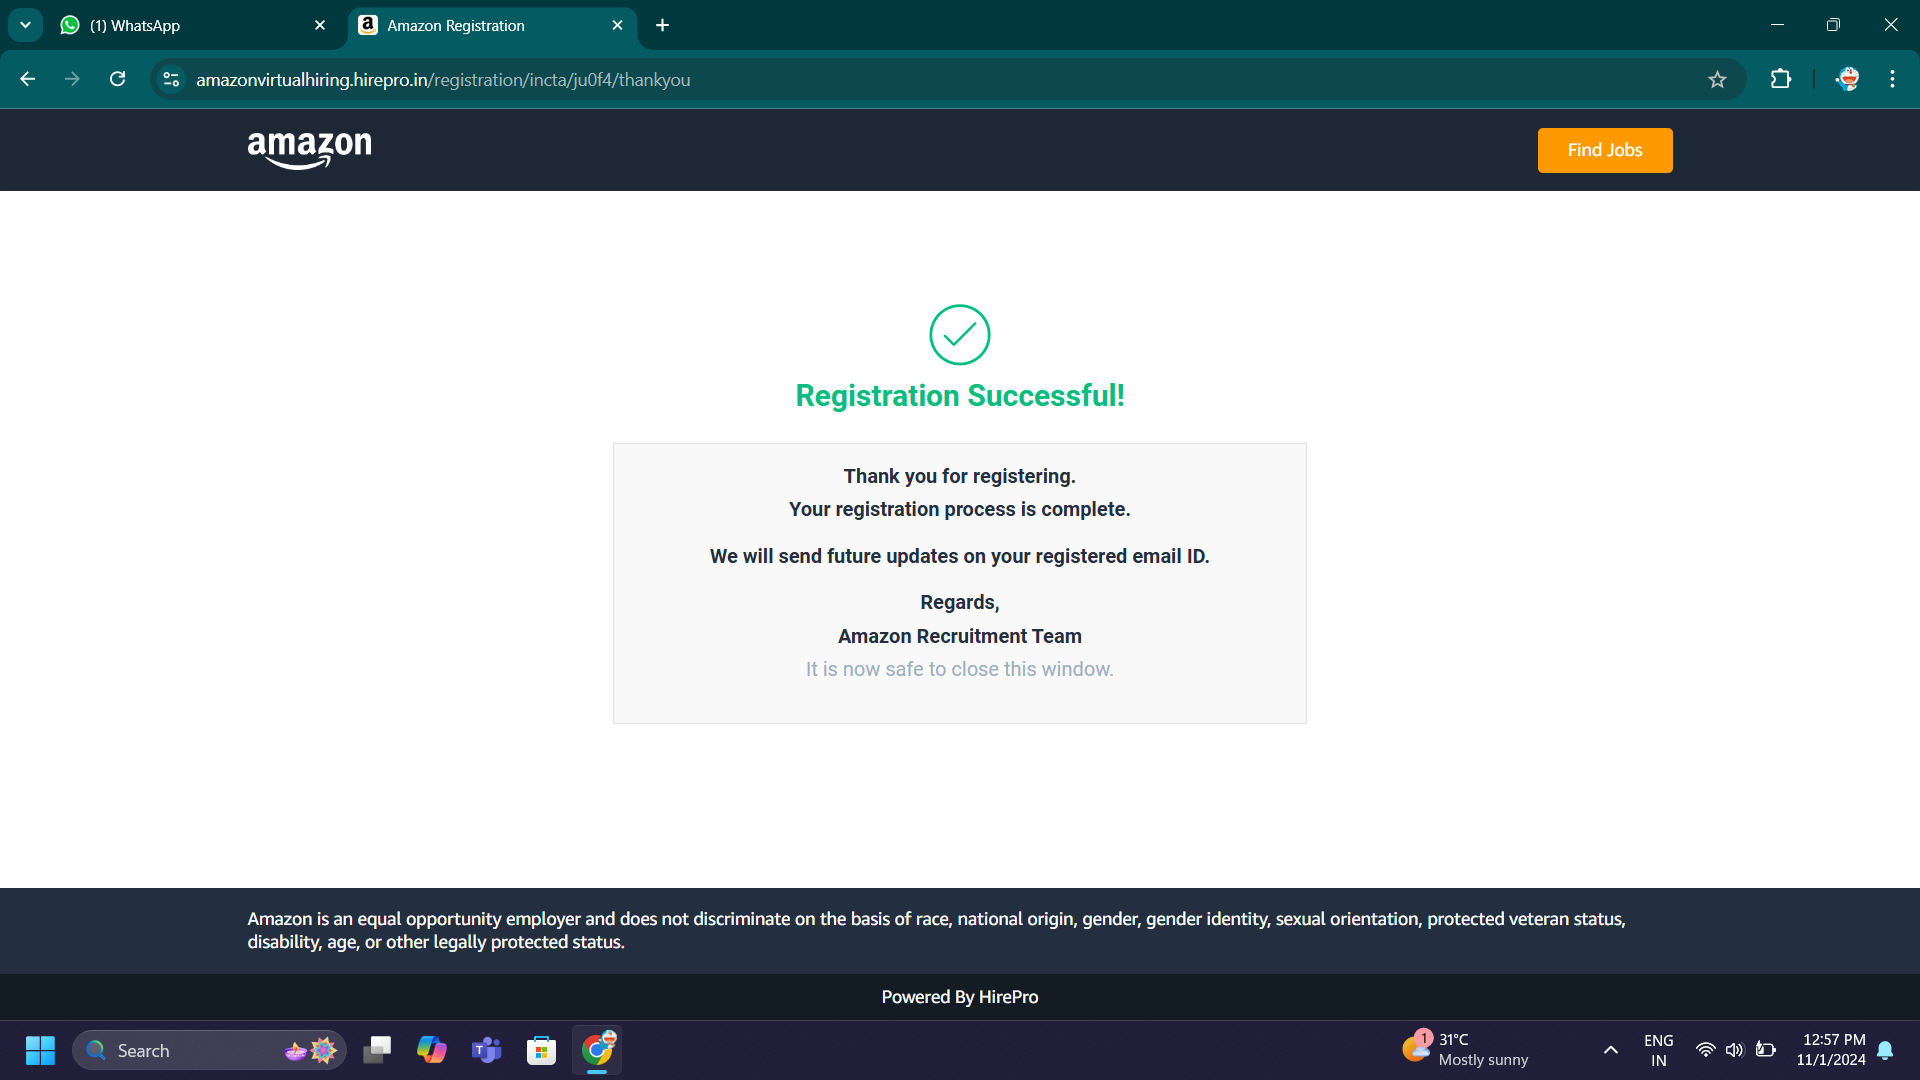 (1) WhatsApp
Amazon Registration
amazonvirtualhiring.hirepro.in/registration/incta/ju0f4/thankyou
amazon
Find Jobs
Registration Successful!
Thank you for registering.
Your registration process is complete.
We will send future updates on your registered email ID.
Regards,
Amazon Recruitment Team
It is now safe to close this window.
Amazon is an equal opportunity employer and does not discriminate on the basis of race, national origin, gender, gender identity, sexual orientation, protected veteran status,
disability, age, or other legally protected status.
Powered By HirePro
Search
1
31°C
Mostly sunny
ENG
IN
12:57 PM
11/1/2024